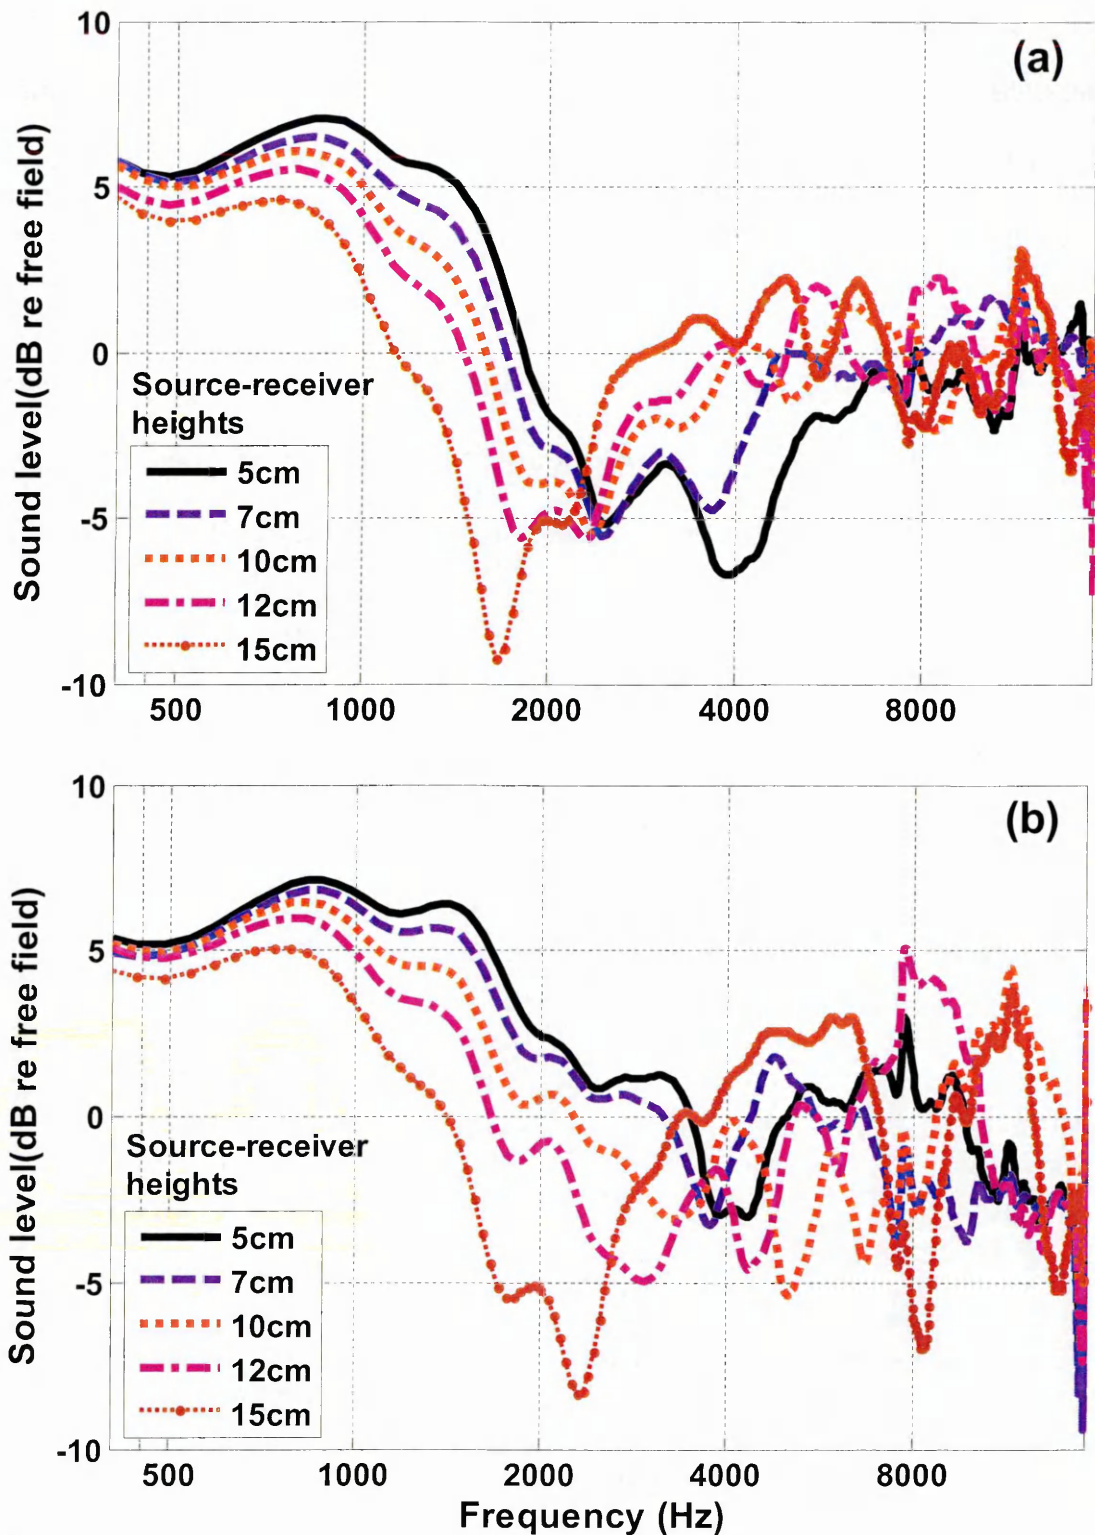 10
(a)
5
0
-5
-10
Sound level(dB re free field)
Source-receiver
heights
5cm
7cm
10cm
12cm
15cm
500 1000 2000 4000 8000
10
(b)
5
0
-5
-10
Sound level(dB re free field)
Source-receiver
heights
5cm
7cm
10cm
12cm
15cm
500 1000 2000 4000 8000
Frequency (Hz)